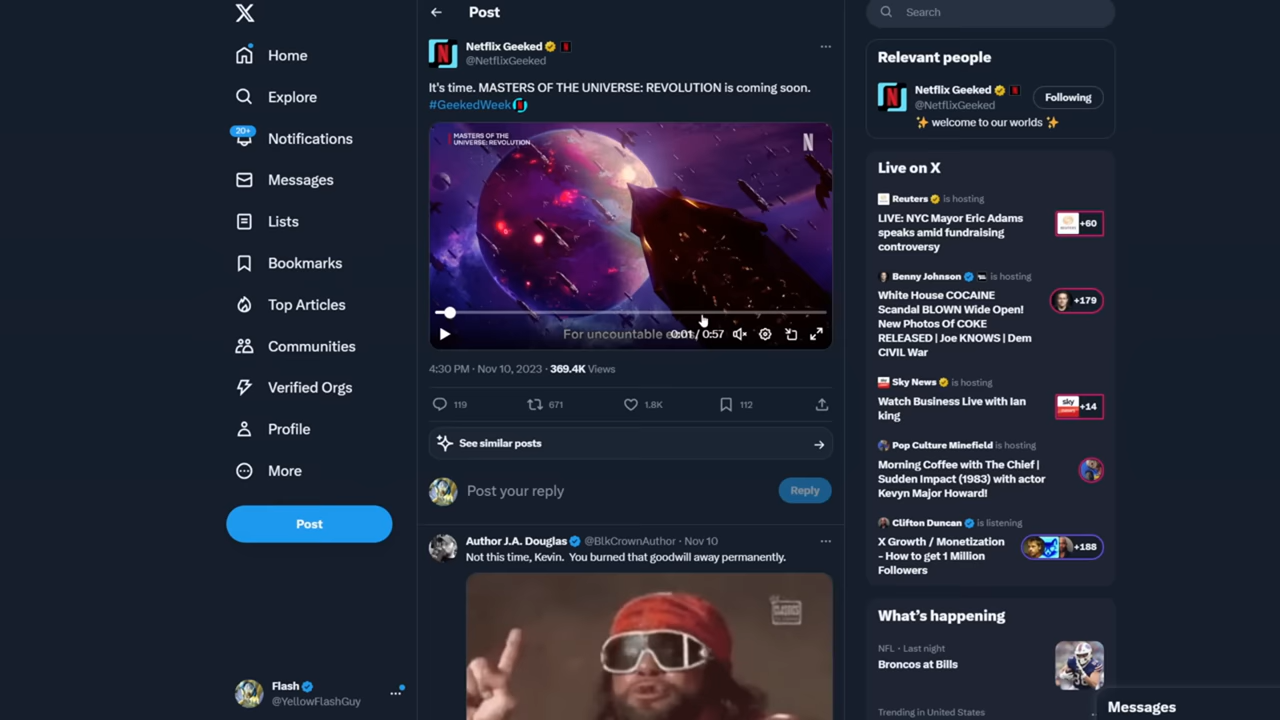 Home
Explore
20+
Notifications
Messages
Lists
Bookmarks
Top Articles
Communities
Verified Orgs
Profile
More
Post
Flash
@YellowFlashGuy
Post
Netflix Geeked
@NetflixGeeked
It's time. MASTERS OF THE UNIVERSE: REVOLUTION is coming soon.
#GeekedWeek
MASTERS OF THE
UNIVERSE: REVOLUTION
N
For uncountable
0:01 / 0:57
4:30 PM · Nov 10, 2023 · 369.4K Views
119
671
1.8K
112
See similar posts
Post your reply
Reply
Author J.A. Douglas @BlkCrownAuthor · Nov 10
Not this time, Kevin. You burned that goodwill away permanently.
Search
Relevant people
Netflix Geeked
@NetflixGeeked
Following
✨ welcome to our worlds ✨
Live on X
Reuters is hosting
LIVE: NYC Mayor Eric Adams
speaks amid fundraising
controversy
+60
Benny Johnson is hosting
White House COCAINE
Scandal BLOWN Wide Open!
New Photos Of COKE
RELEASED | Joe KNOWS | Dem
CIVIL War
+179
Sky News is hosting
Watch Business Live with Ian
king
sky
+14
Pop Culture Minefield is hosting
Morning Coffee with The Chief |
Sudden Impact (1983) with actor
Kevyn Major Howard!
Clifton Duncan is listening
X Growth / Monetization
- How to get 1 Million
Followers
+188
What's happening
NFL · Last night
Broncos at Bills
Trending in United States
Messages